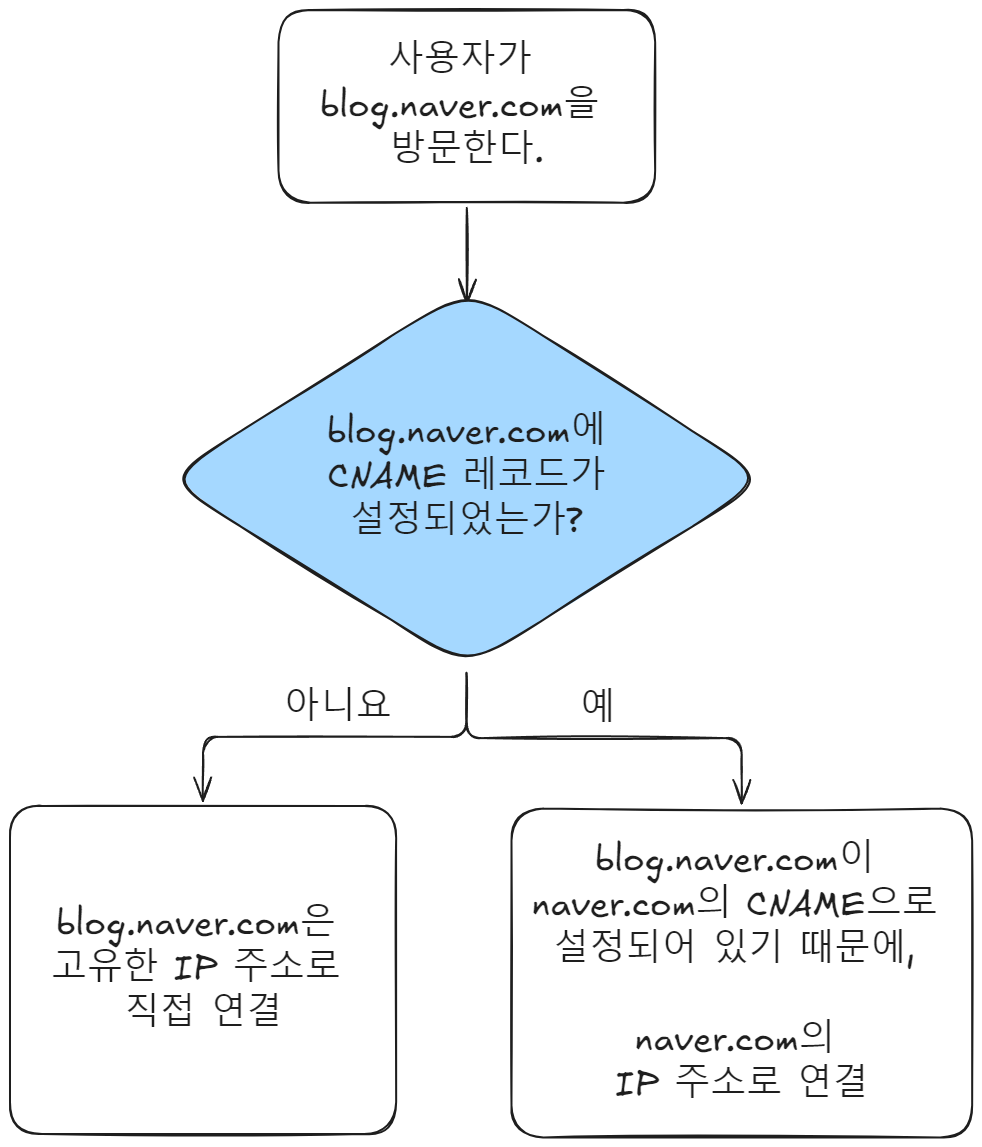 사용자가
blog.naver.com을
방문한다.
blog.naver.com에
CNAME 레코드가
설정되었는가?
아니요
예
blog.naver.com은
고유한 IP 주소로
직접 연결
blog.naver.com이
naver.com의 CNAME으로
설정되어 있기 때문에,
naver.com의
IP 주소로 연결